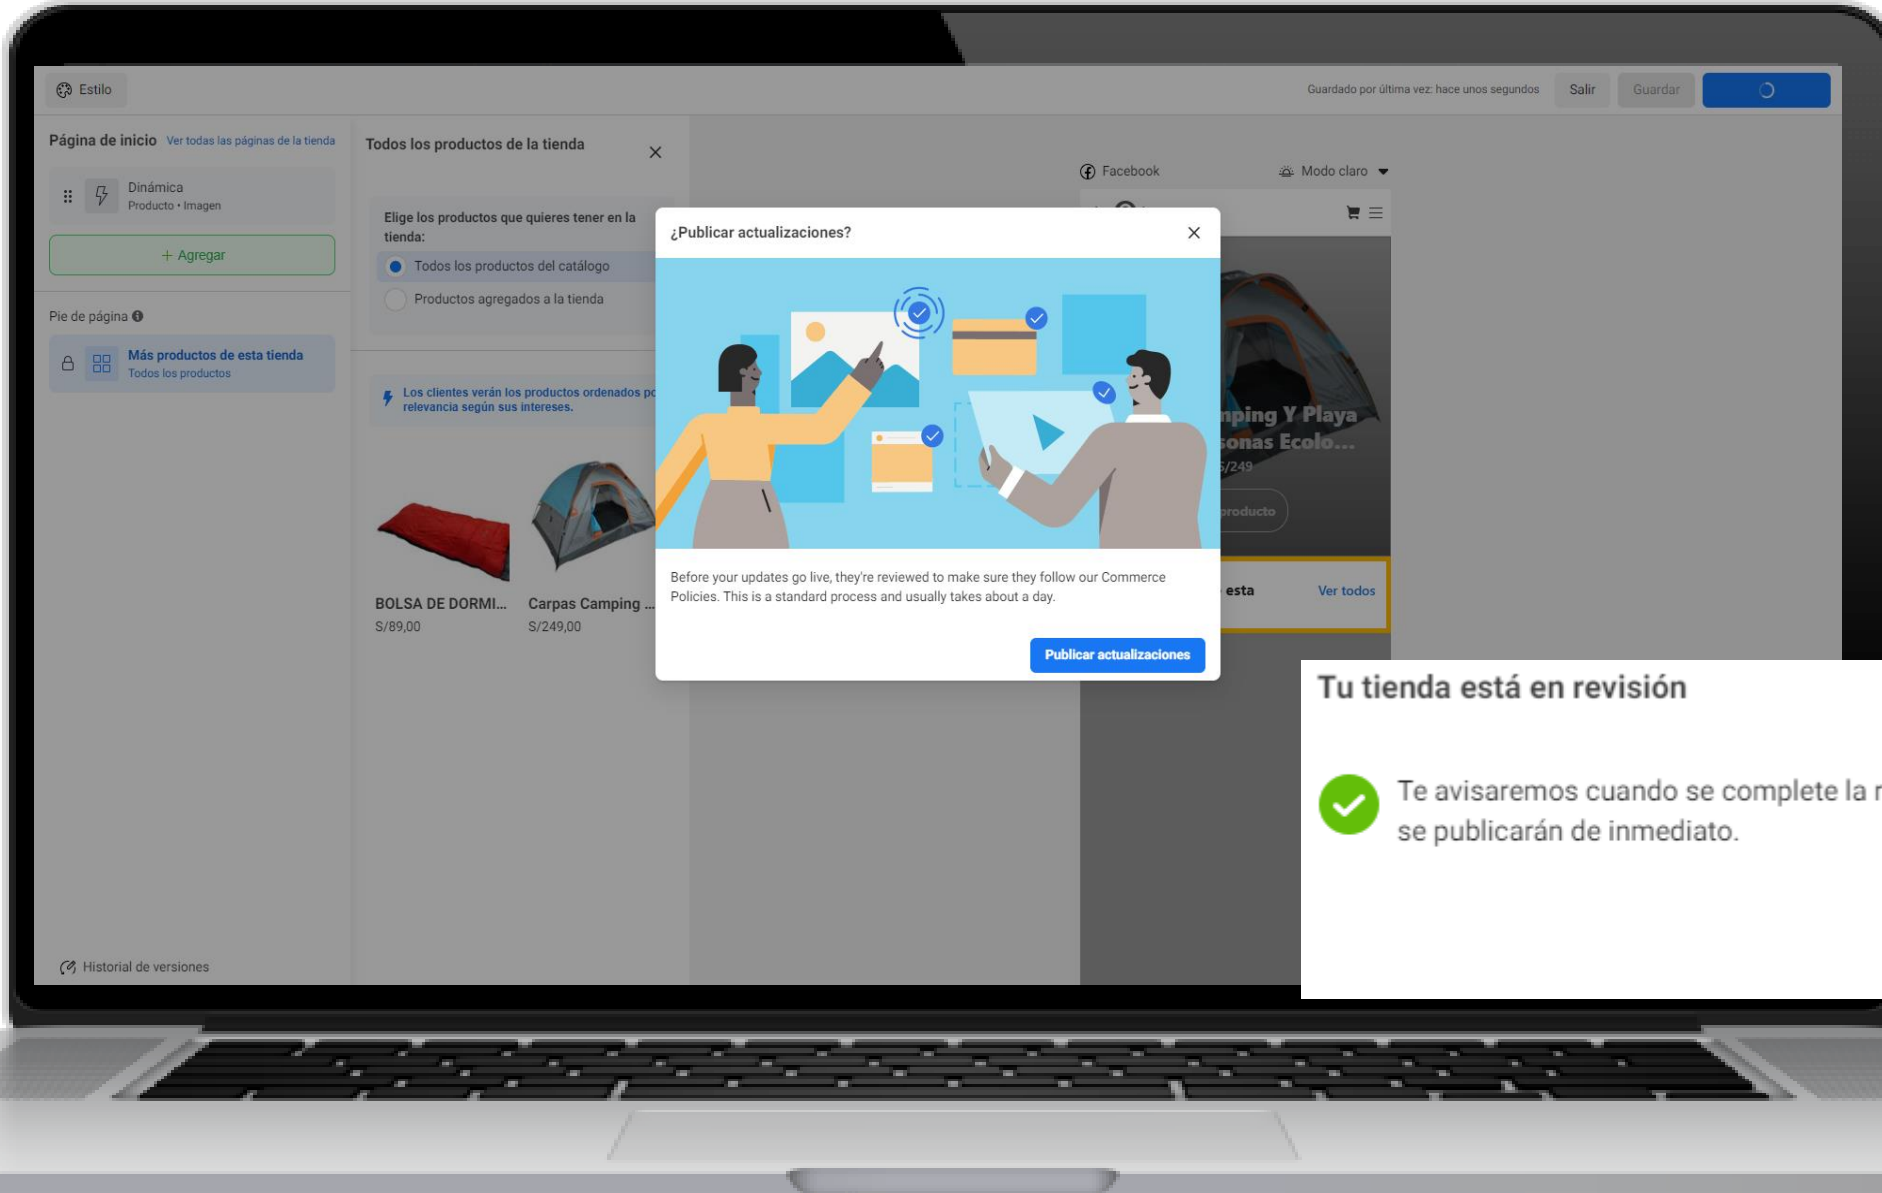 Estilo
Guardado por última vez: hace unos segundos
Salir
Guardar
Página de inicio
Ver todas las páginas de la tienda
Dinámica
Producto • Imagen
+ Agregar
Pie de página
Más productos de esta tienda
Todos los productos
Historial de versiones
Todos los productos de la tienda
Elige los productos que quieres tener en la
tienda:
Todos los productos del catálogo
Productos agregados a la tienda
Los clientes verán los productos ordenados
relevancia según sus intereses.
BOLSA DE DORMI...
S/89,00
Carpas Camping ...
S/249,00
Facebook
Modo claro
¿Publicar actualizaciones?
Before your updates go live, they're reviewed to make sure they follow our Commerce
Policies. This is a standard process and usually takes about a day.
Publicar actualizaciones
Y Playa
Ecolo...
S/249
producto
esta
Ver todos
Tu tienda está en revisión
Te avisaremos cuando se complete la
se publicarán de inmediato.